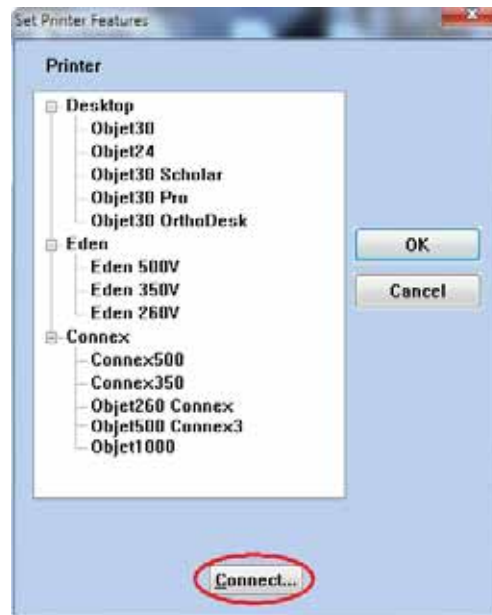 Set Printer Features
Printer
Desktop
Objet30
Objet24
Objet30 Scholar
Objet30 Pro
Objet30 OrthoDesk
Eden
Eden 500V
Eden 350V
Eden 260V
Connex
Connex500
Connex350
Objet260 Connex
Objet500 Connex3
Objet1000
OK
Cancel
Connect...